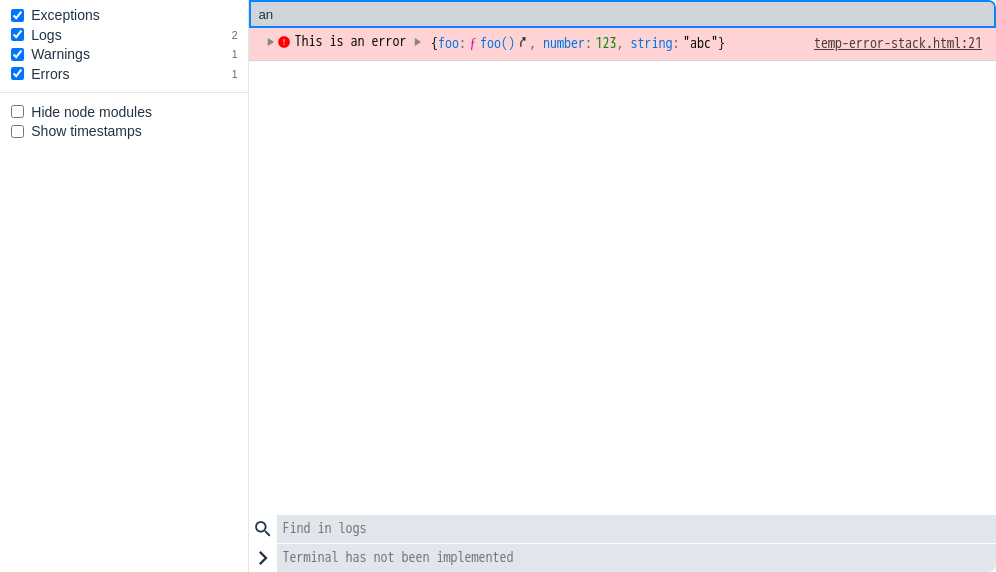 Exceptions
Logs 2
Warnings 1
Errors 1
Hide node modules
Show timestamps
an
This is an error {foo: ƒ foo() , number: 123, string: "abc"} temp-error-stack.html:21
Find in logs
Terminal has not been implemented